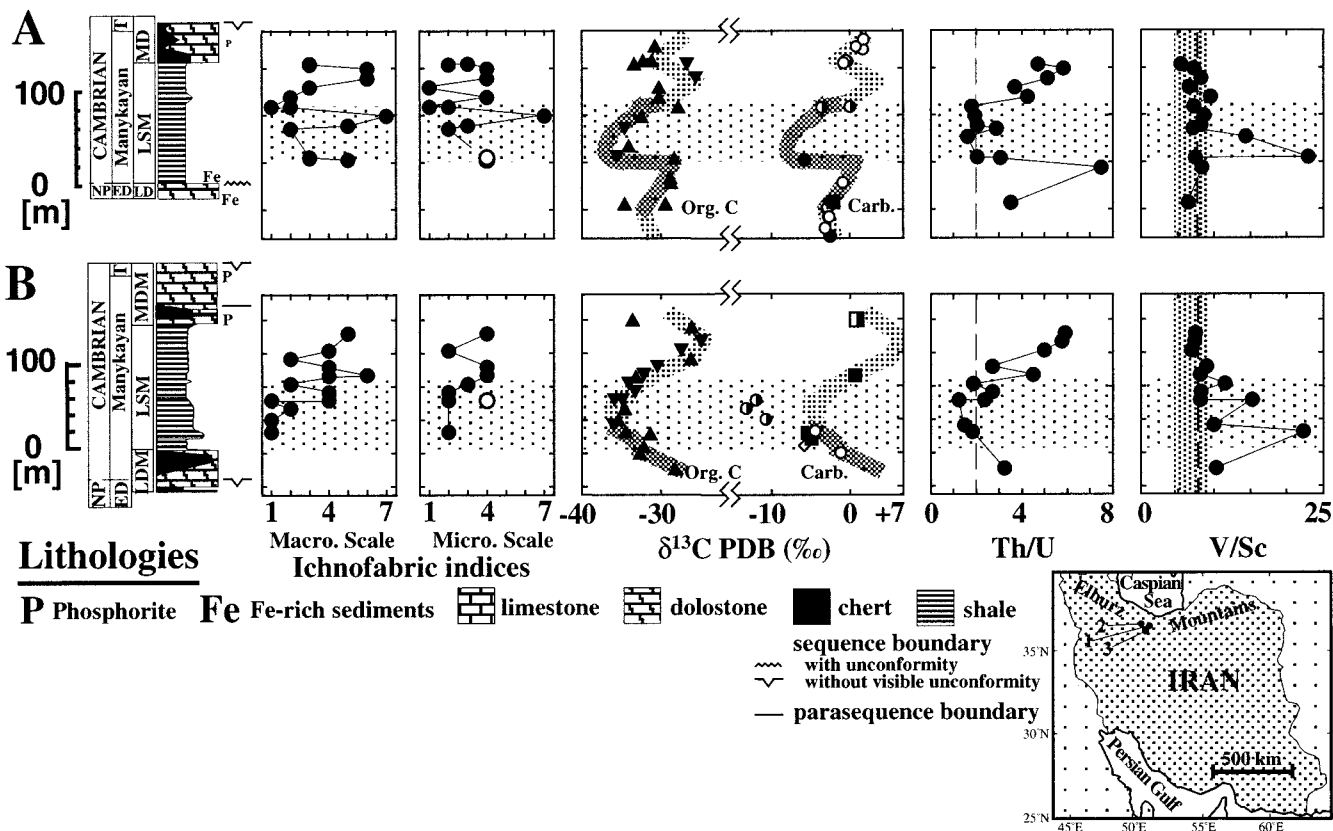 A
CAMBRIAN
Manykayan
T
MD
LSM
NP
ED
LD
P
Fe
Fe
100
0
[m]
Org. C
Carb.
B
CAMBRIAN
Manykayan
T
MDM
LSM
LDM
NP
ED
P
P
100
0
[m]
Org. C
Carb.
1 4 7
1 4 7
-40 -30 -10 0 +7
0 4 8
0 25
Macro. Scale
Micro. Scale
Ichnofabric indices
δ13C PDB (‰)
Th/U
V/Sc
Lithologies
P Phosphorite
Fe Fe-rich sediments
limestone
dolostone
chert
shale
sequence boundary
with unconformity
without visible unconformity
parasequence boundary
Caspian
Sea
Elburz
Mountains
2
1
3
IRAN
Persian Gulf
500 km
35°N
30°N
25°N
45°E 50°E 55°E 60°E